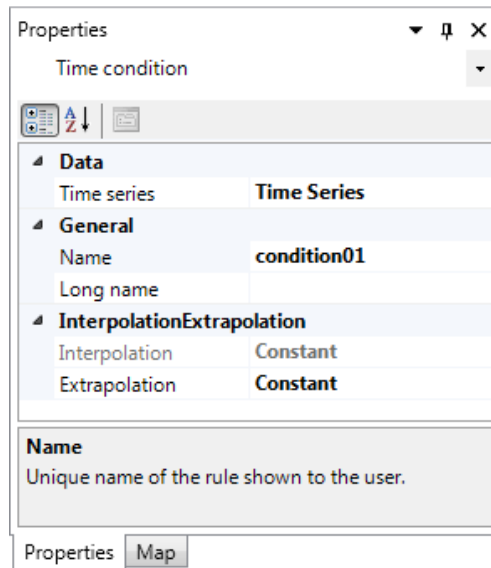 Properties
Time condition
A
Z
Data
Time series Time Series
General
Name condition01
Long name
InterpolationExtrapolation
Interpolation Constant
Extrapolation Constant
Name
Unique name of the rule shown to the user.
Properties Map